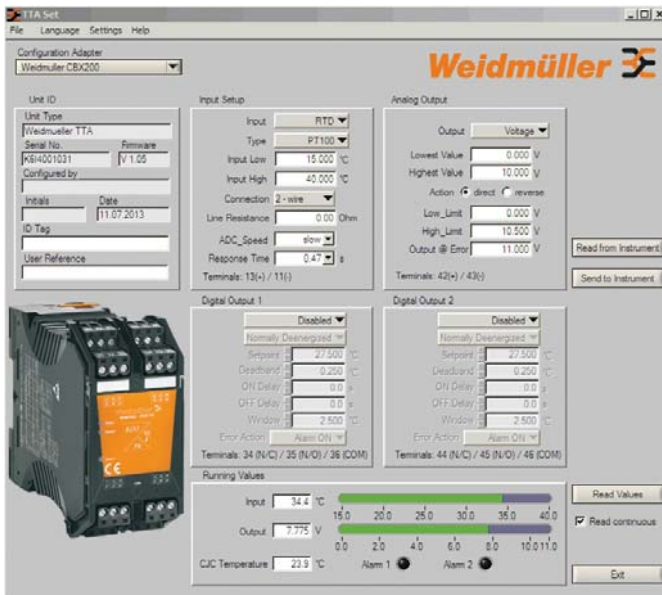 TTA Set
File Language Settings Help
Configuration Adapter
Weidmuller CBX200
Weidmüller
Unit ID
Unit Type
Weidmueller TTA
Serial No. Firmware
K6I4001031 V 1.05
Configured by
Initials Date
11.07.2013
ID Tag
User Reference
Input Setup
Input RTD
Type PT100
Input Low 15.000 °C
Input High 40.000 °C
Connection 2 - wire
Line Resistance 0.00 Ohm
ADC_Speed slow
Response Time 0.47 s
Terminals: 13(+) / 11(-)
Analog Output
Output Voltage
Lowest Value 0.000 V
Highest Value 10.000 V
Action direct reverse
Low_Limit 0.000 V
High_Limit 10.500 V
Output @ Error 11.000 V
Terminals: 42(+) / 43(-)
Read from Instrument
Send to Instrument
Digital Output 1
Disabled
Normally Deenergized
Setpoint 27.500 °C
Deadband 0.250 °C
ON Delay 0.0 s
OFF Delay 0.0 s
Window 2.500 °C
Error Action Alarm ON
Terminals: 34 (N/C) / 35 (N/O) / 36 (COM)
Digital Output 2
Disabled
Normally Deenergized
Setpoint 27.500 °C
Deadband 0.250 °C
ON Delay 0.0 s
OFF Delay 0.0 s
Window 2.500 °C
Error Action Alarm ON
Terminals: 44 (N/C) / 45 (N/O) / 46 (COM)
Weidmüller
CE
Running Values
Input 34.4 °C
15.0 20.0 25.0 30.0 35.0 40.0
Output 7.775 V
0.0 2.0 4.0 6.0 8.0 10.0 11.0
CJC Temperature 23.9 °C Alarm 1 Alarm 2
Read Values
Read continuous
Exit